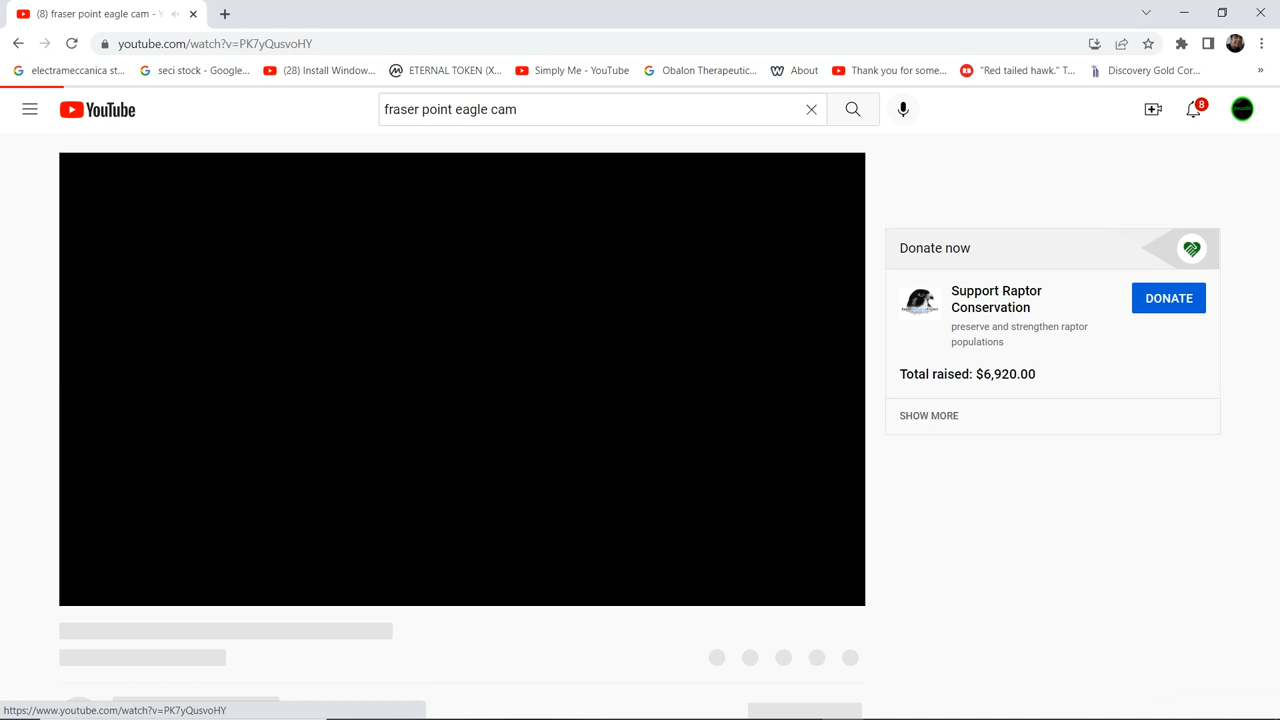 (8) fraser point eagle cam - Y
youtube.com/watch?v=PK7yQusvoHY
electrameccanica st...
seci stock - Google...
(28) Install Window...
ETERNAL TOKEN (X...
Simply Me - YouTube
Obalon Therapeutic...
About
Thank you for some...
"Red tailed hawk." T...
Discovery Gold Cor...
»
YouTube
fraser point eagle cam
8
Donate now
Support Raptor
Conservation
DONATE
preserve and strengthen raptor
populations
Total raised: $6,920.00
SHOW MORE
https://www.youtube.com/watch?v=PK7yQusvoHY